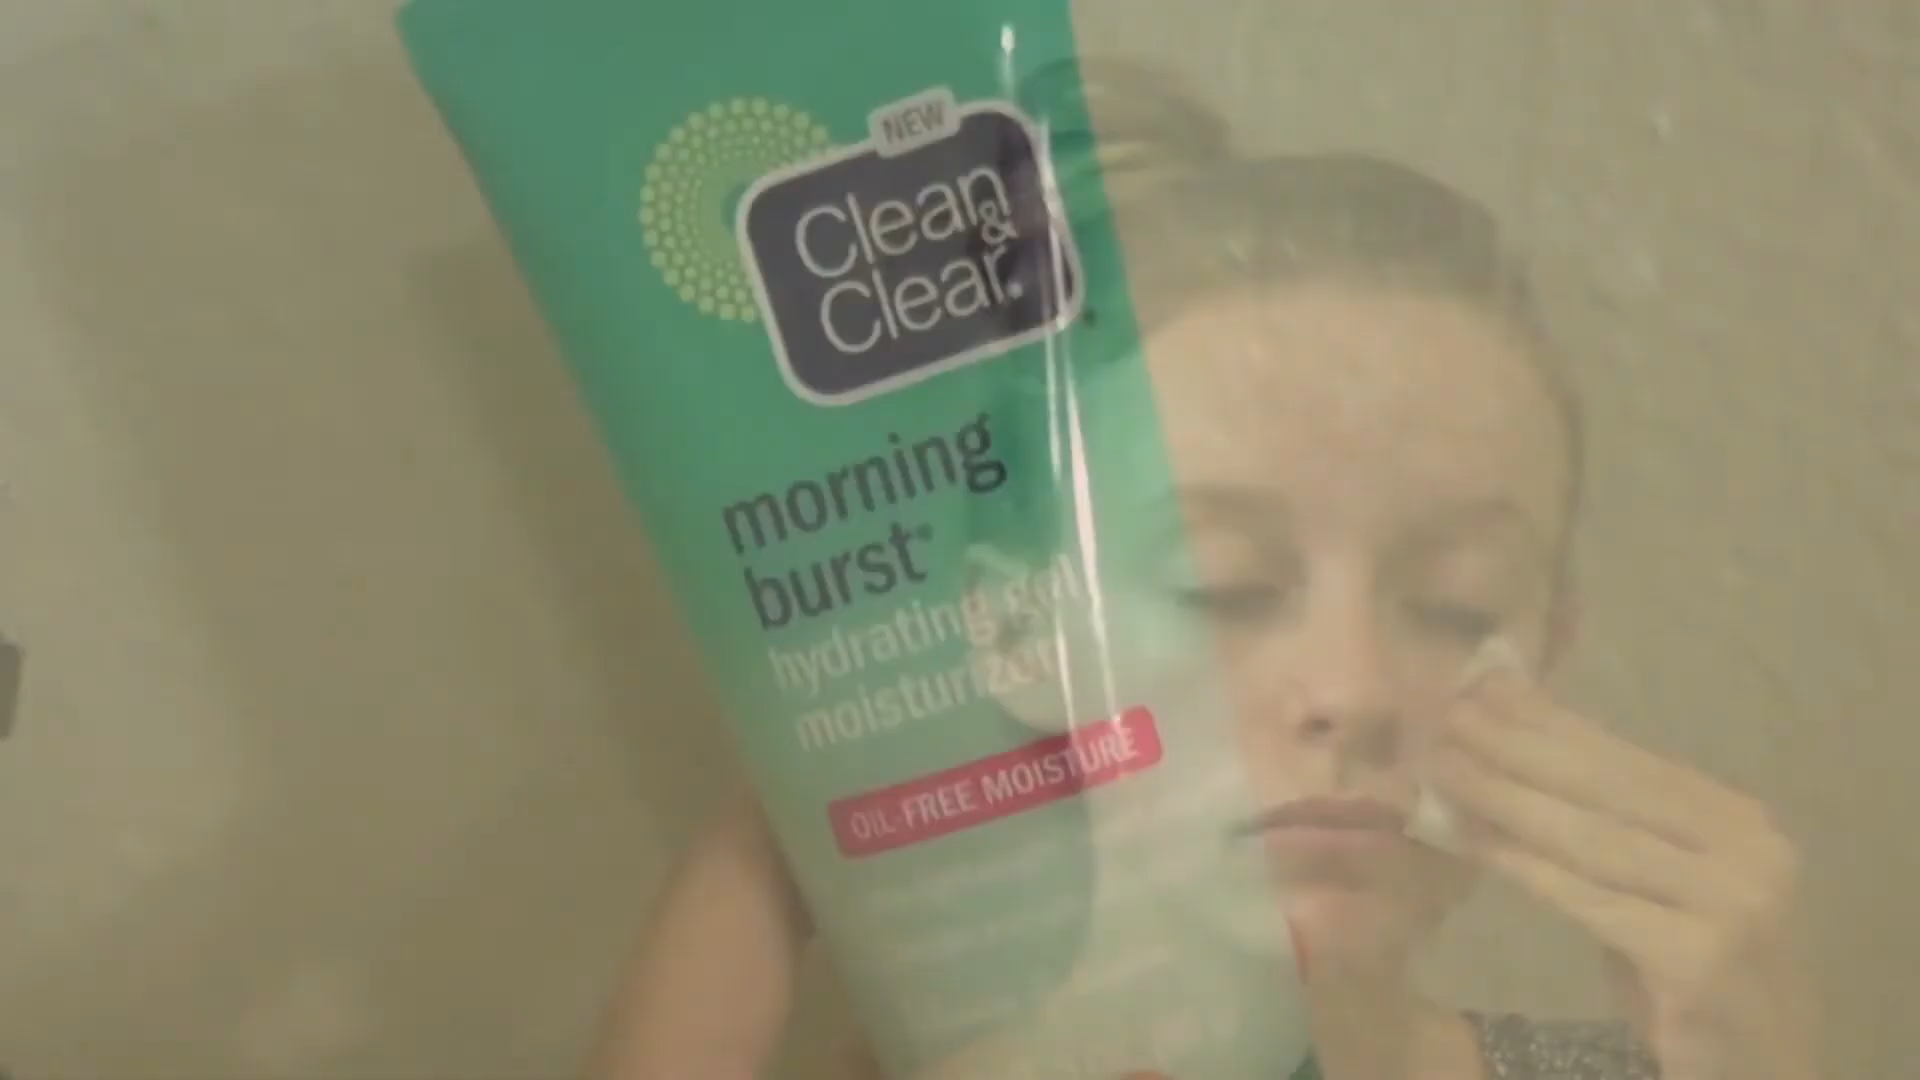 NEW
Clean
&
Clear.
morning
burst®
hydrating gel
moisturizer
OIL-FREE MOISTURE